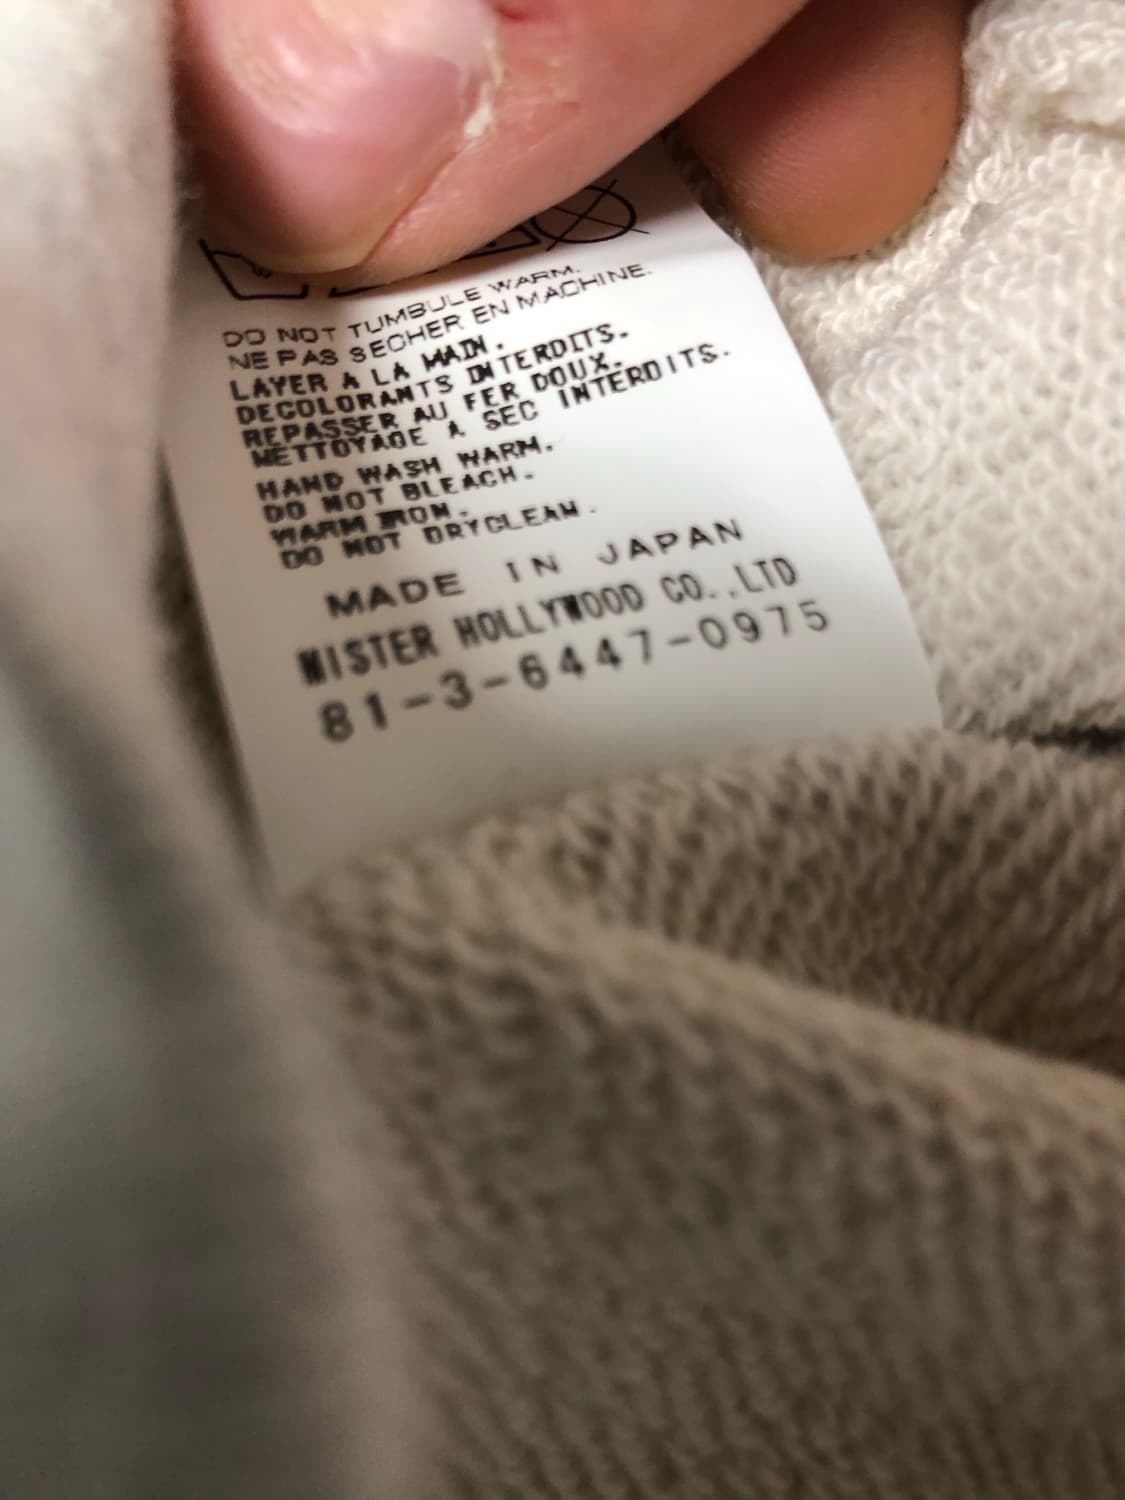 DO NOT TUMBULE WARM.
NE PAS SECHER EN MACHINE.
LAYER A LA MAIN.
DECOLORANTS INTERDITS.
REPASSER AU FER DOUX.
NETTOYAGE A SEC INTERDITS.
HAND WASH WARM.
DO NOT BLEACH.
WARM IRON.
DO NOT DRYCLEAN.
MADE IN JAPAN
MISTER HOLLYWOOD CO.,LTD
81-3-6447-0975